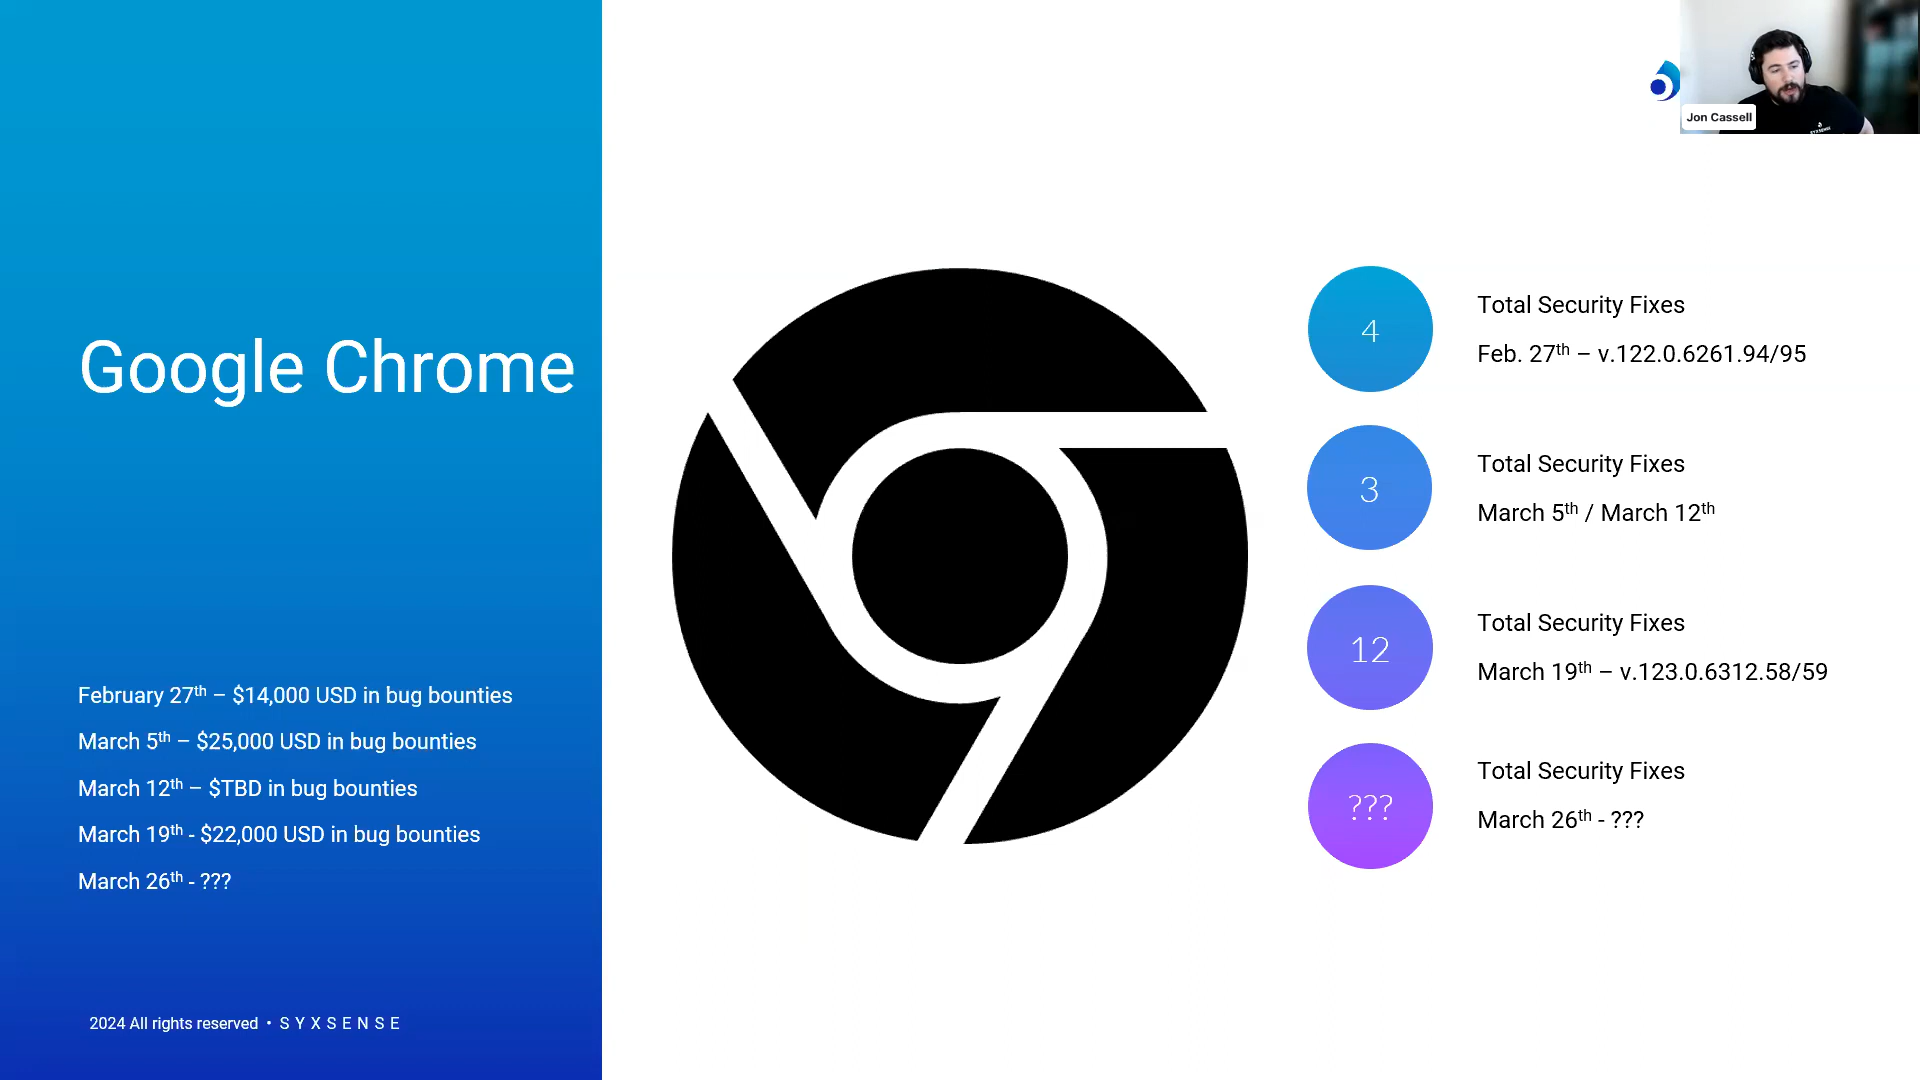 Google Chrome
February 27th – $14,000 USD in bug bounties
March 5th – $25,000 USD in bug bounties
March 12th – $TBD in bug bounties
March 19th - $22,000 USD in bug bounties
March 26th - ???
2024 All rights reserved • SYXSENSE
4
Total Security Fixes
Feb. 27th – v.122.0.6261.94/95
3
Total Security Fixes
March 5th / March 12th
12
Total Security Fixes
March 19th – v.123.0.6312.58/59
???
Total Security Fixes
March 26th - ???
Jon Cassell
SYXSENSE